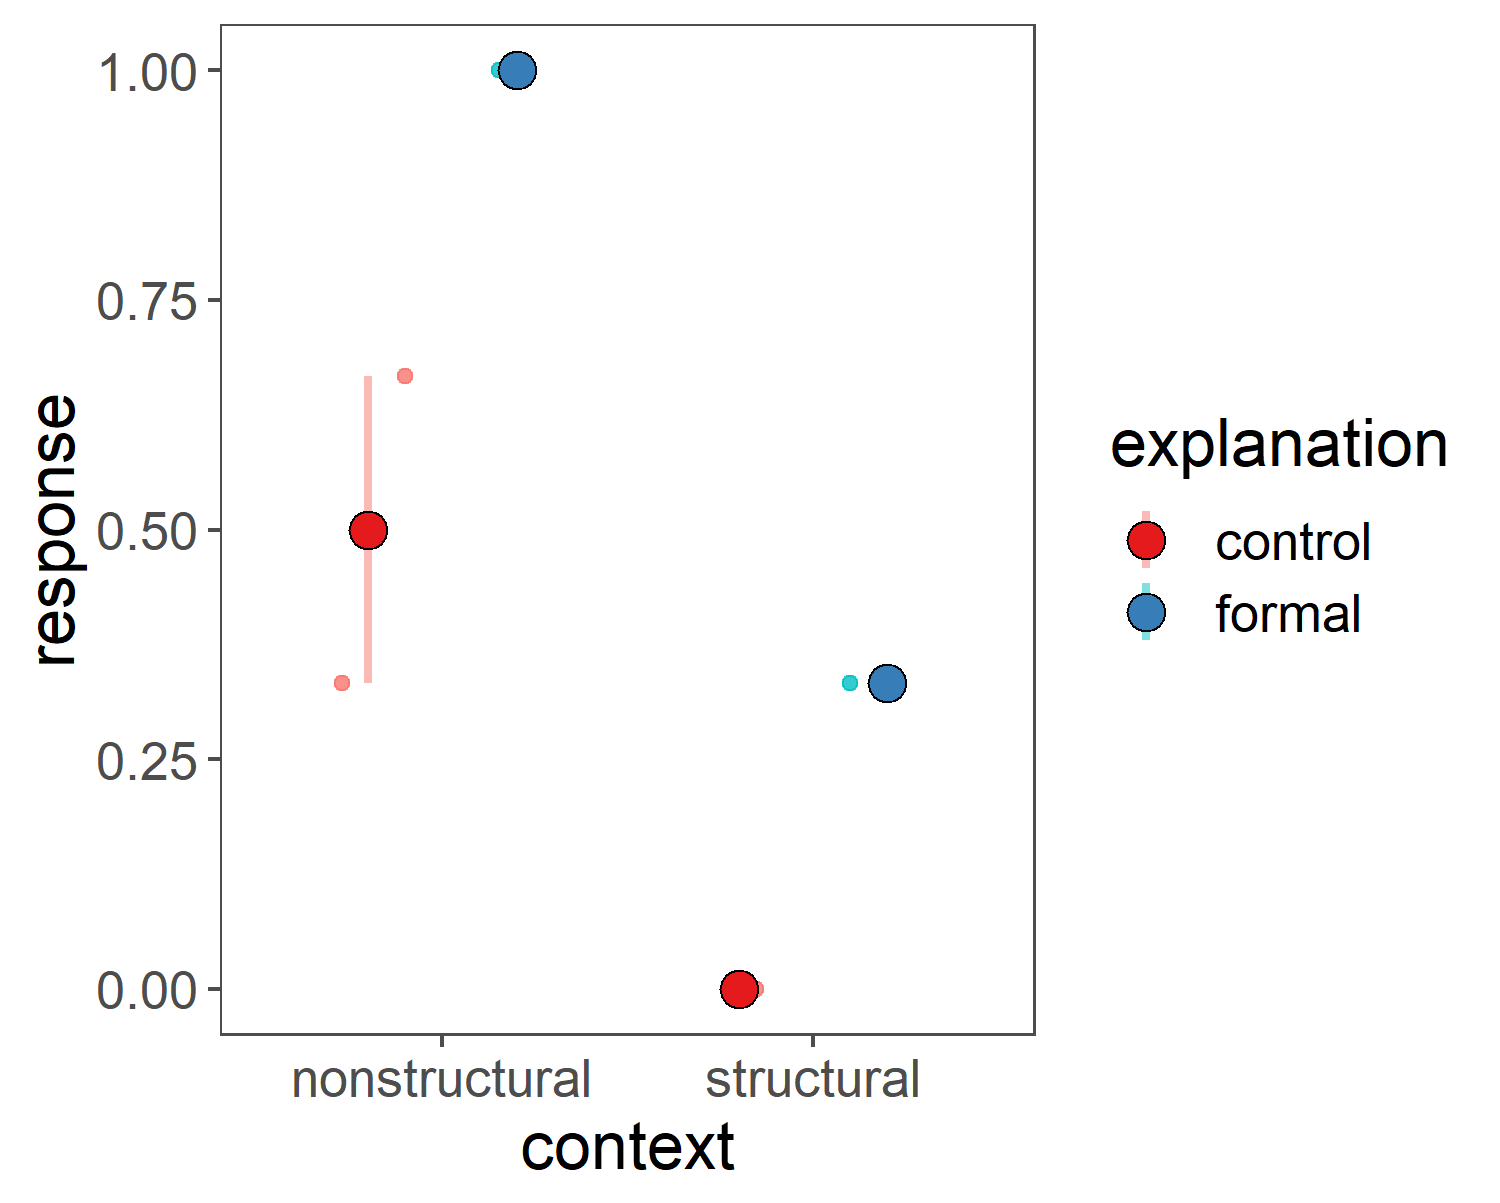 1.00
0.75
0.50
0.25
0.00
response
nonstructural
structural
context
explanation
control
formal